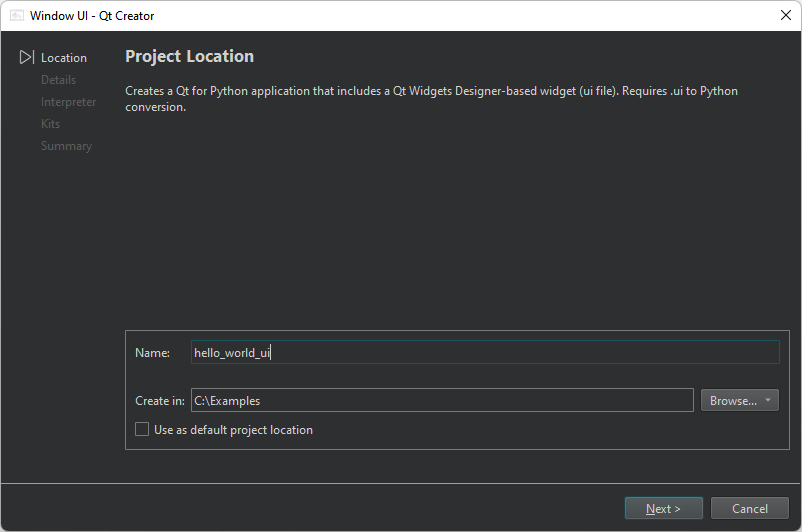 Window UI - Qt Creator
Location
Details
Interpreter
Kits
Summary
Project Location
Creates a Qt for Python application that includes a Qt Widgets Designer-based widget (ui file). Requires .ui to Python
conversion.
Name: hello_world_ui
Create in: C:\Examples Browse...
Use as default project location
Next > Cancel